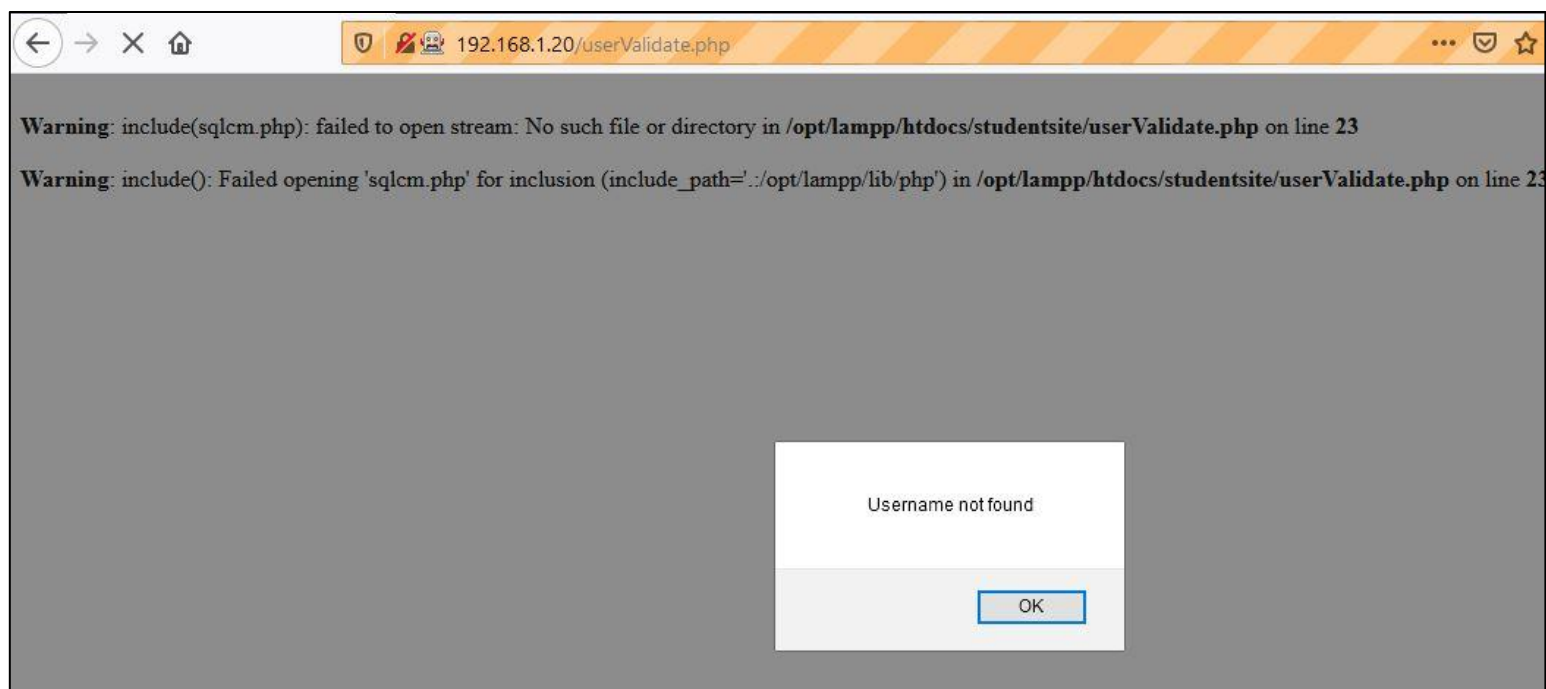 192.168.1.20/userValidate.php
Warning: include(sqlcm.php): failed to open stream: No such file or directory in /opt/lampp/htdocs/studentsite/userValidate.php on line 23
Warning: include(): Failed opening 'sqlcm.php' for inclusion (include_path='.:/opt/lampp/lib/php') in /opt/lampp/htdocs/studentsite/userValidate.php on line 23
Username not found
OK